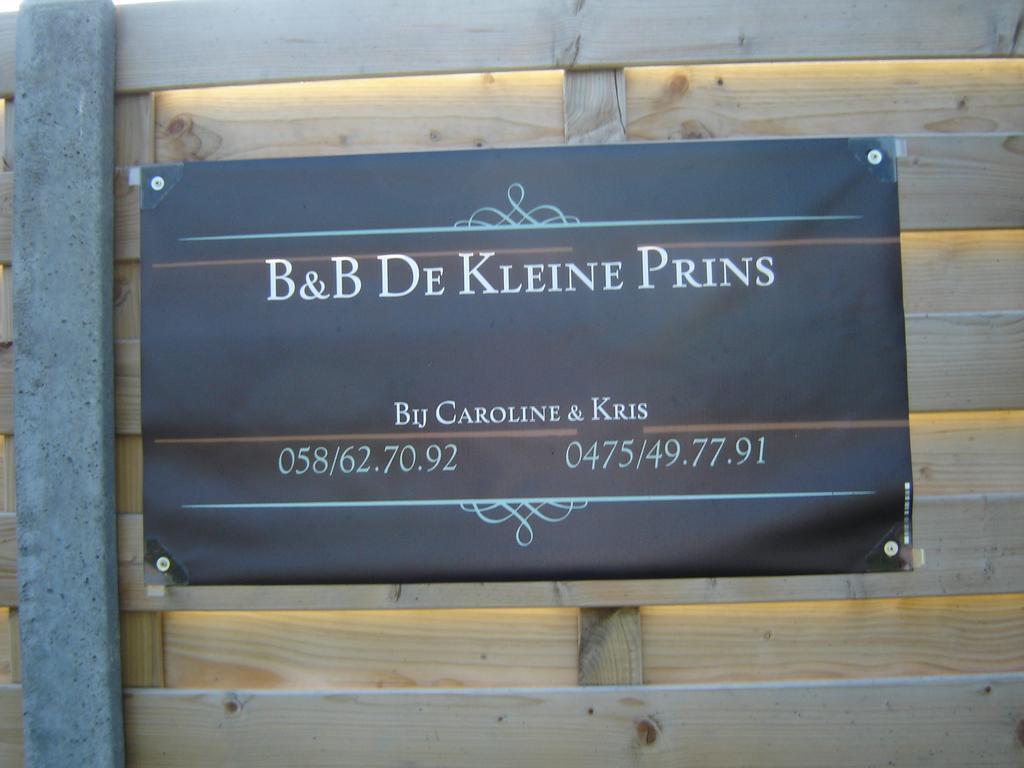 B&B De Kleine Prins
Bij Caroline & Kris
058/62.70.92 0475/49.77.91